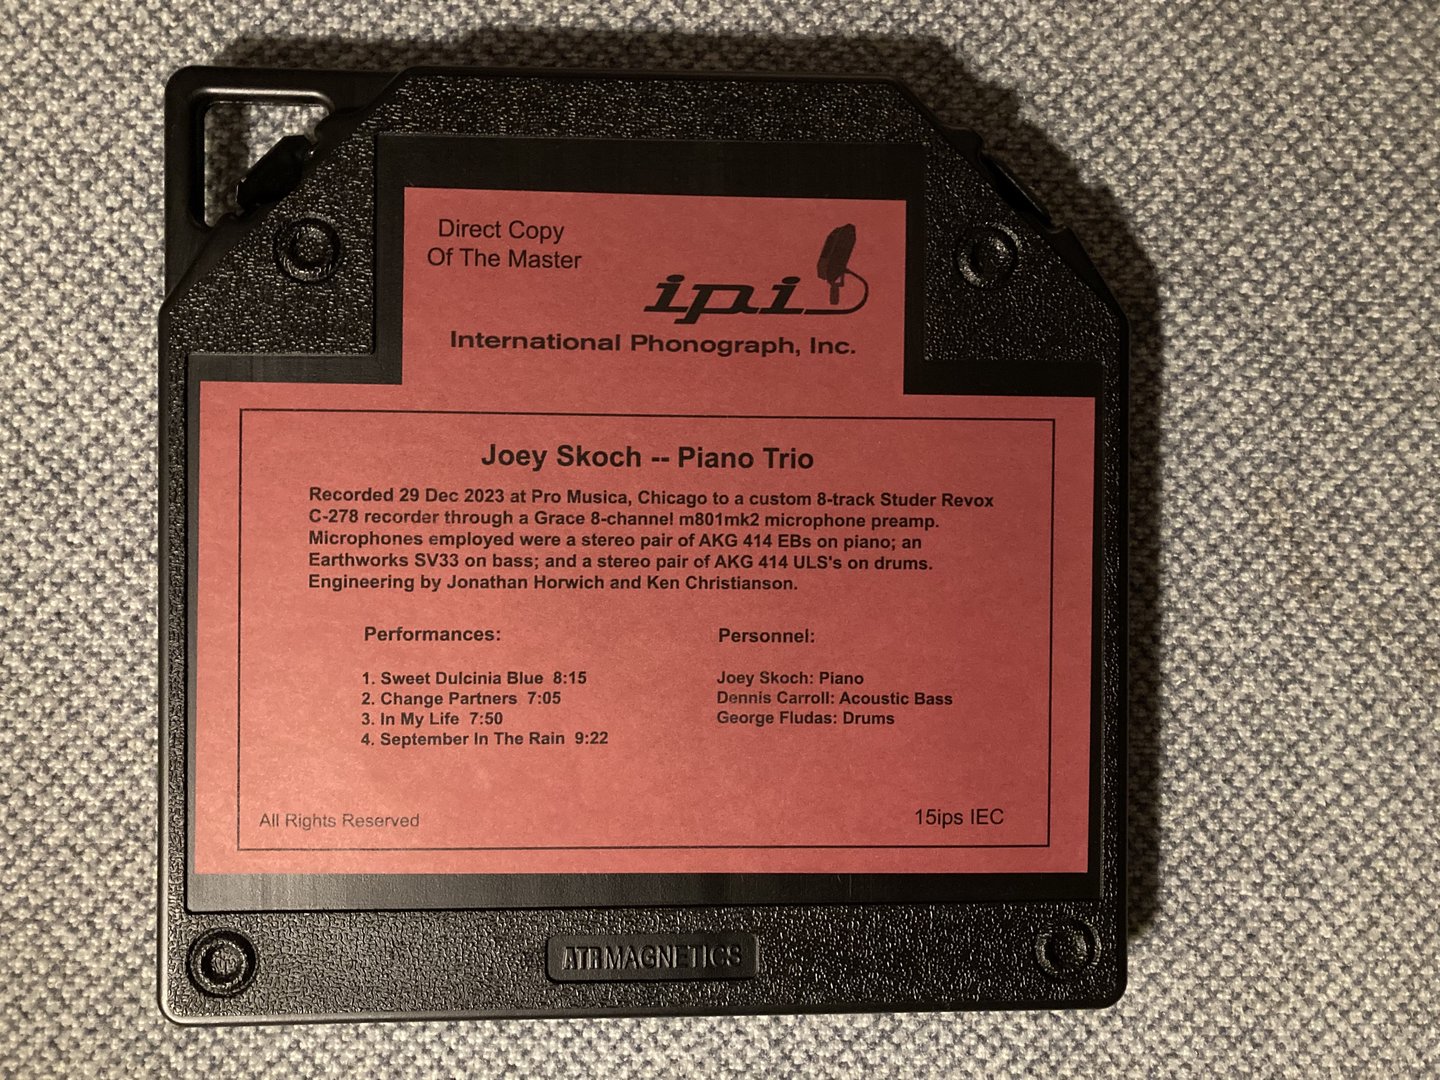 Direct Copy
Of The Master
ipi
International Phonograph, Inc.
Joey Skoch -- Piano Trio
Recorded 29 Dec 2023 at Pro Musica, Chicago to a custom 8-track Studer Revox
C-278 recorder through a Grace 8-channel m801mk2 microphone preamp.
Microphones employed were a stereo pair of AKG 414 EBs on piano; an
Earthworks SV33 on bass; and a stereo pair of AKG 414 ULS's on drums.
Engineering by Jonathan Horwich and Ken Christianson.
Performances:
1. Sweet Dulcinia Blue 8:15
2. Change Partners 7:05
3. In My Life 7:50
4. September In The Rain 9:22
Personnel:
Joey Skoch: Piano
Dennis Carroll: Acoustic Bass
George Fludas: Drums
All Rights Reserved
15ips IEC
ATR MAGNETICS